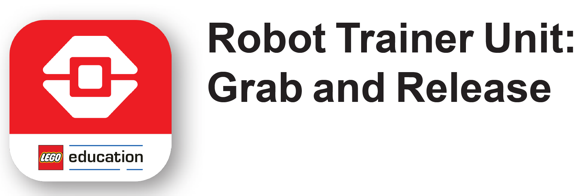 Robot Trainer Unit:
Grab and Release
LEGO education